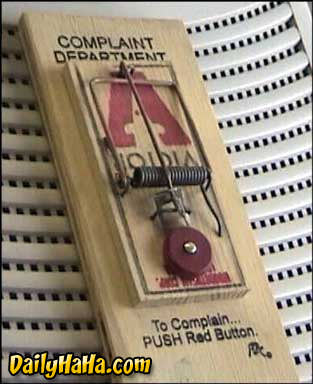 COMPLAINT
DEPARTMENT
A
To Complain...
PUSH Red Button.
DailyHaHa.com